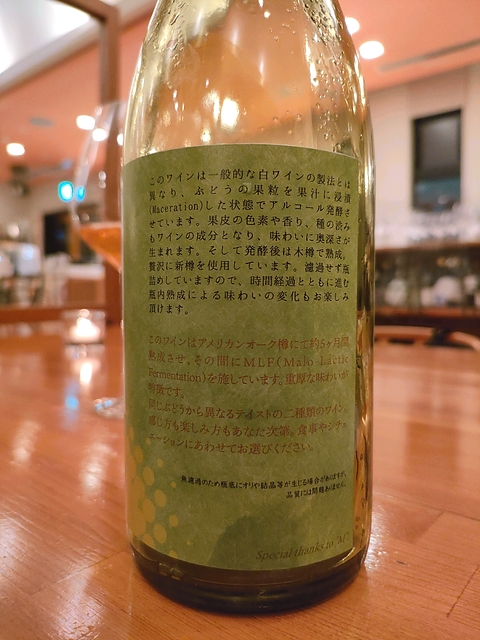 このワインは一般的な白ワインの製法とは
異なり、ぶどうの果粒を果汁に浸漬
(Maceration)した状態でアルコール発酵さ
せています。果皮の色素や香り、種の渋み
もワインの成分となり、味わいに奥深さが
生まれます。そして発酵後は木樽で熟成。
贅沢に新樽を使用しています。濾過せず瓶
詰めしていますので、時間経過とともに進む
瓶内熟成による味わいの変化もお楽しみ
頂けます。
このワインはアメリカンオーク樽にて約5ヶ月間
熟成させ、その間にMLF(Malo-Lactic
Fermentation)を施しています。重厚な味わいが
特徴です。
同じぶどうから異なるテイストの二種類のワイン。
感じ方も楽しみ方もあなた次第。食事やシチュ
エーションにあわせてお選びください。
無濾過のため瓶底にオリや結晶等が生じる場合がありますが、
品質には問題ありません。
Special thanks to "M"